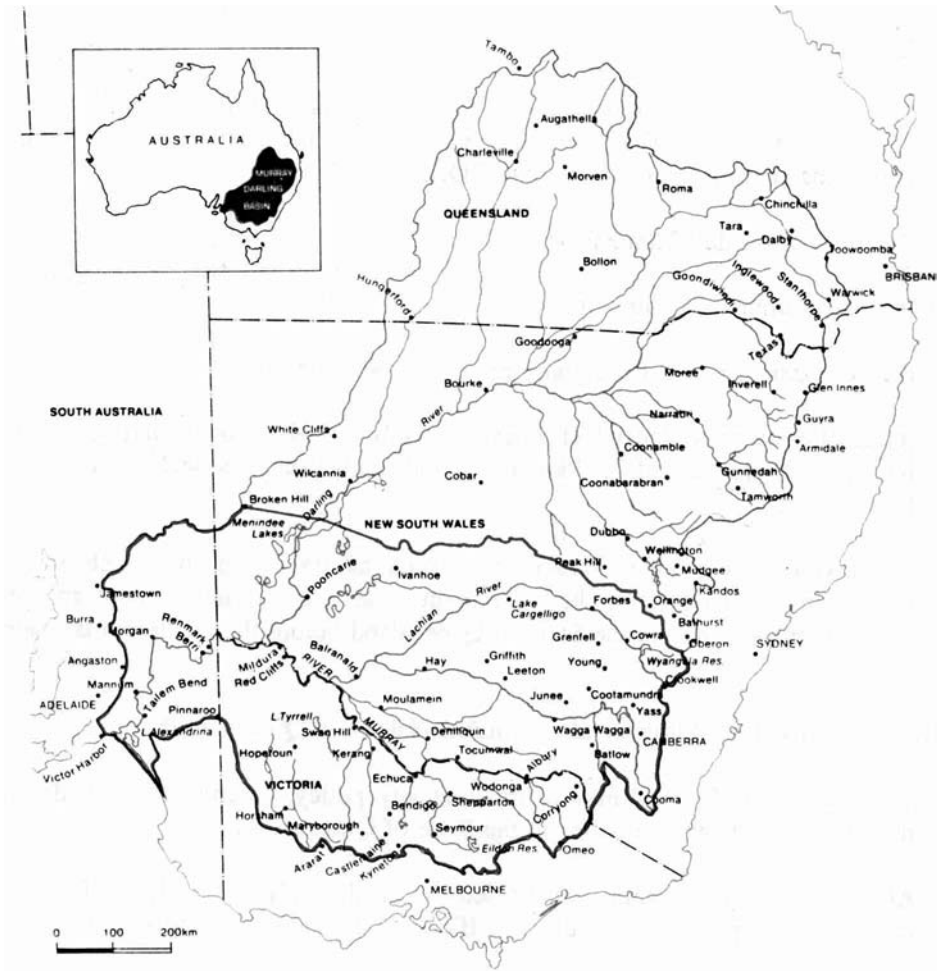 Tambo
AUSTRALIA
MURRAY
DARLING
BASIN
Augathella
Charleville
Morven
Roma
QUEENSLAND
Chinchilla
Tara
Dalby
Toowoomba
BRISBANE
Bollon
Hungerford
Goondiwindi
Inglewood
Stanthorpe
Warwick
Goodooga
Texas
Bourke
Moree
Inverell
Glen Innes
SOUTH AUSTRALIA
River
Narrabri
Guyra
White Cliffs
Coonamble
Armidale
Wilcannia
Cobar
Coonabarabran
Gunnedah
Tamworth
Broken Hill
Darling
Menindee
Lakes
NEW SOUTH WALES
Dubbo
Wellington
Peak Hill
Mudgee
Ivanhoe
Pooncarie
Kandos
Jamestown
River
Lake
Cargelligo
Forbes
Orange
Bathurst
Burra
Morgan
Renmark
Berri
Lachlan
Grenfell
Cowra
Oberon
SYDNEY
Mildura
Red Cliffs
Balranald
RIVER
Hay
Griffith
Leeton
Young
Wyangala Res.
Crookwell
Angaston
Mannum
Tailem Bend
ADELAIDE
Pinnaroo
Moulamein
Junee
Cootamundra
Yass
L.Alexandrina
L.Tyrrell
Swan Hill
MURRAY
Deniliquin
Wagga Wagga
CANBERRA
Victor Harbor
Hopetoun
Kerang
Tocumwal
Albury
Batlow
VICTORIA
Echuca
Wodonga
Corryong
Cooma
Horsham
Bendigo
Shepparton
Maryborough
Seymour
Ararat
Castlemaine
Kyneton
Eildon Res.
Omeo
MELBOURNE
0 100 200km